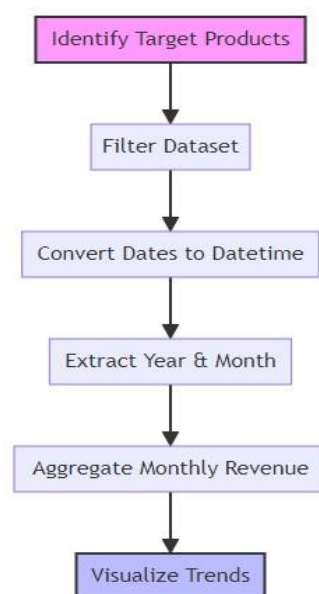 Identify Target Products
Filter Dataset
Convert Dates to Datetime
Extract Year & Month
Aggregate Monthly Revenue
Visualize Trends